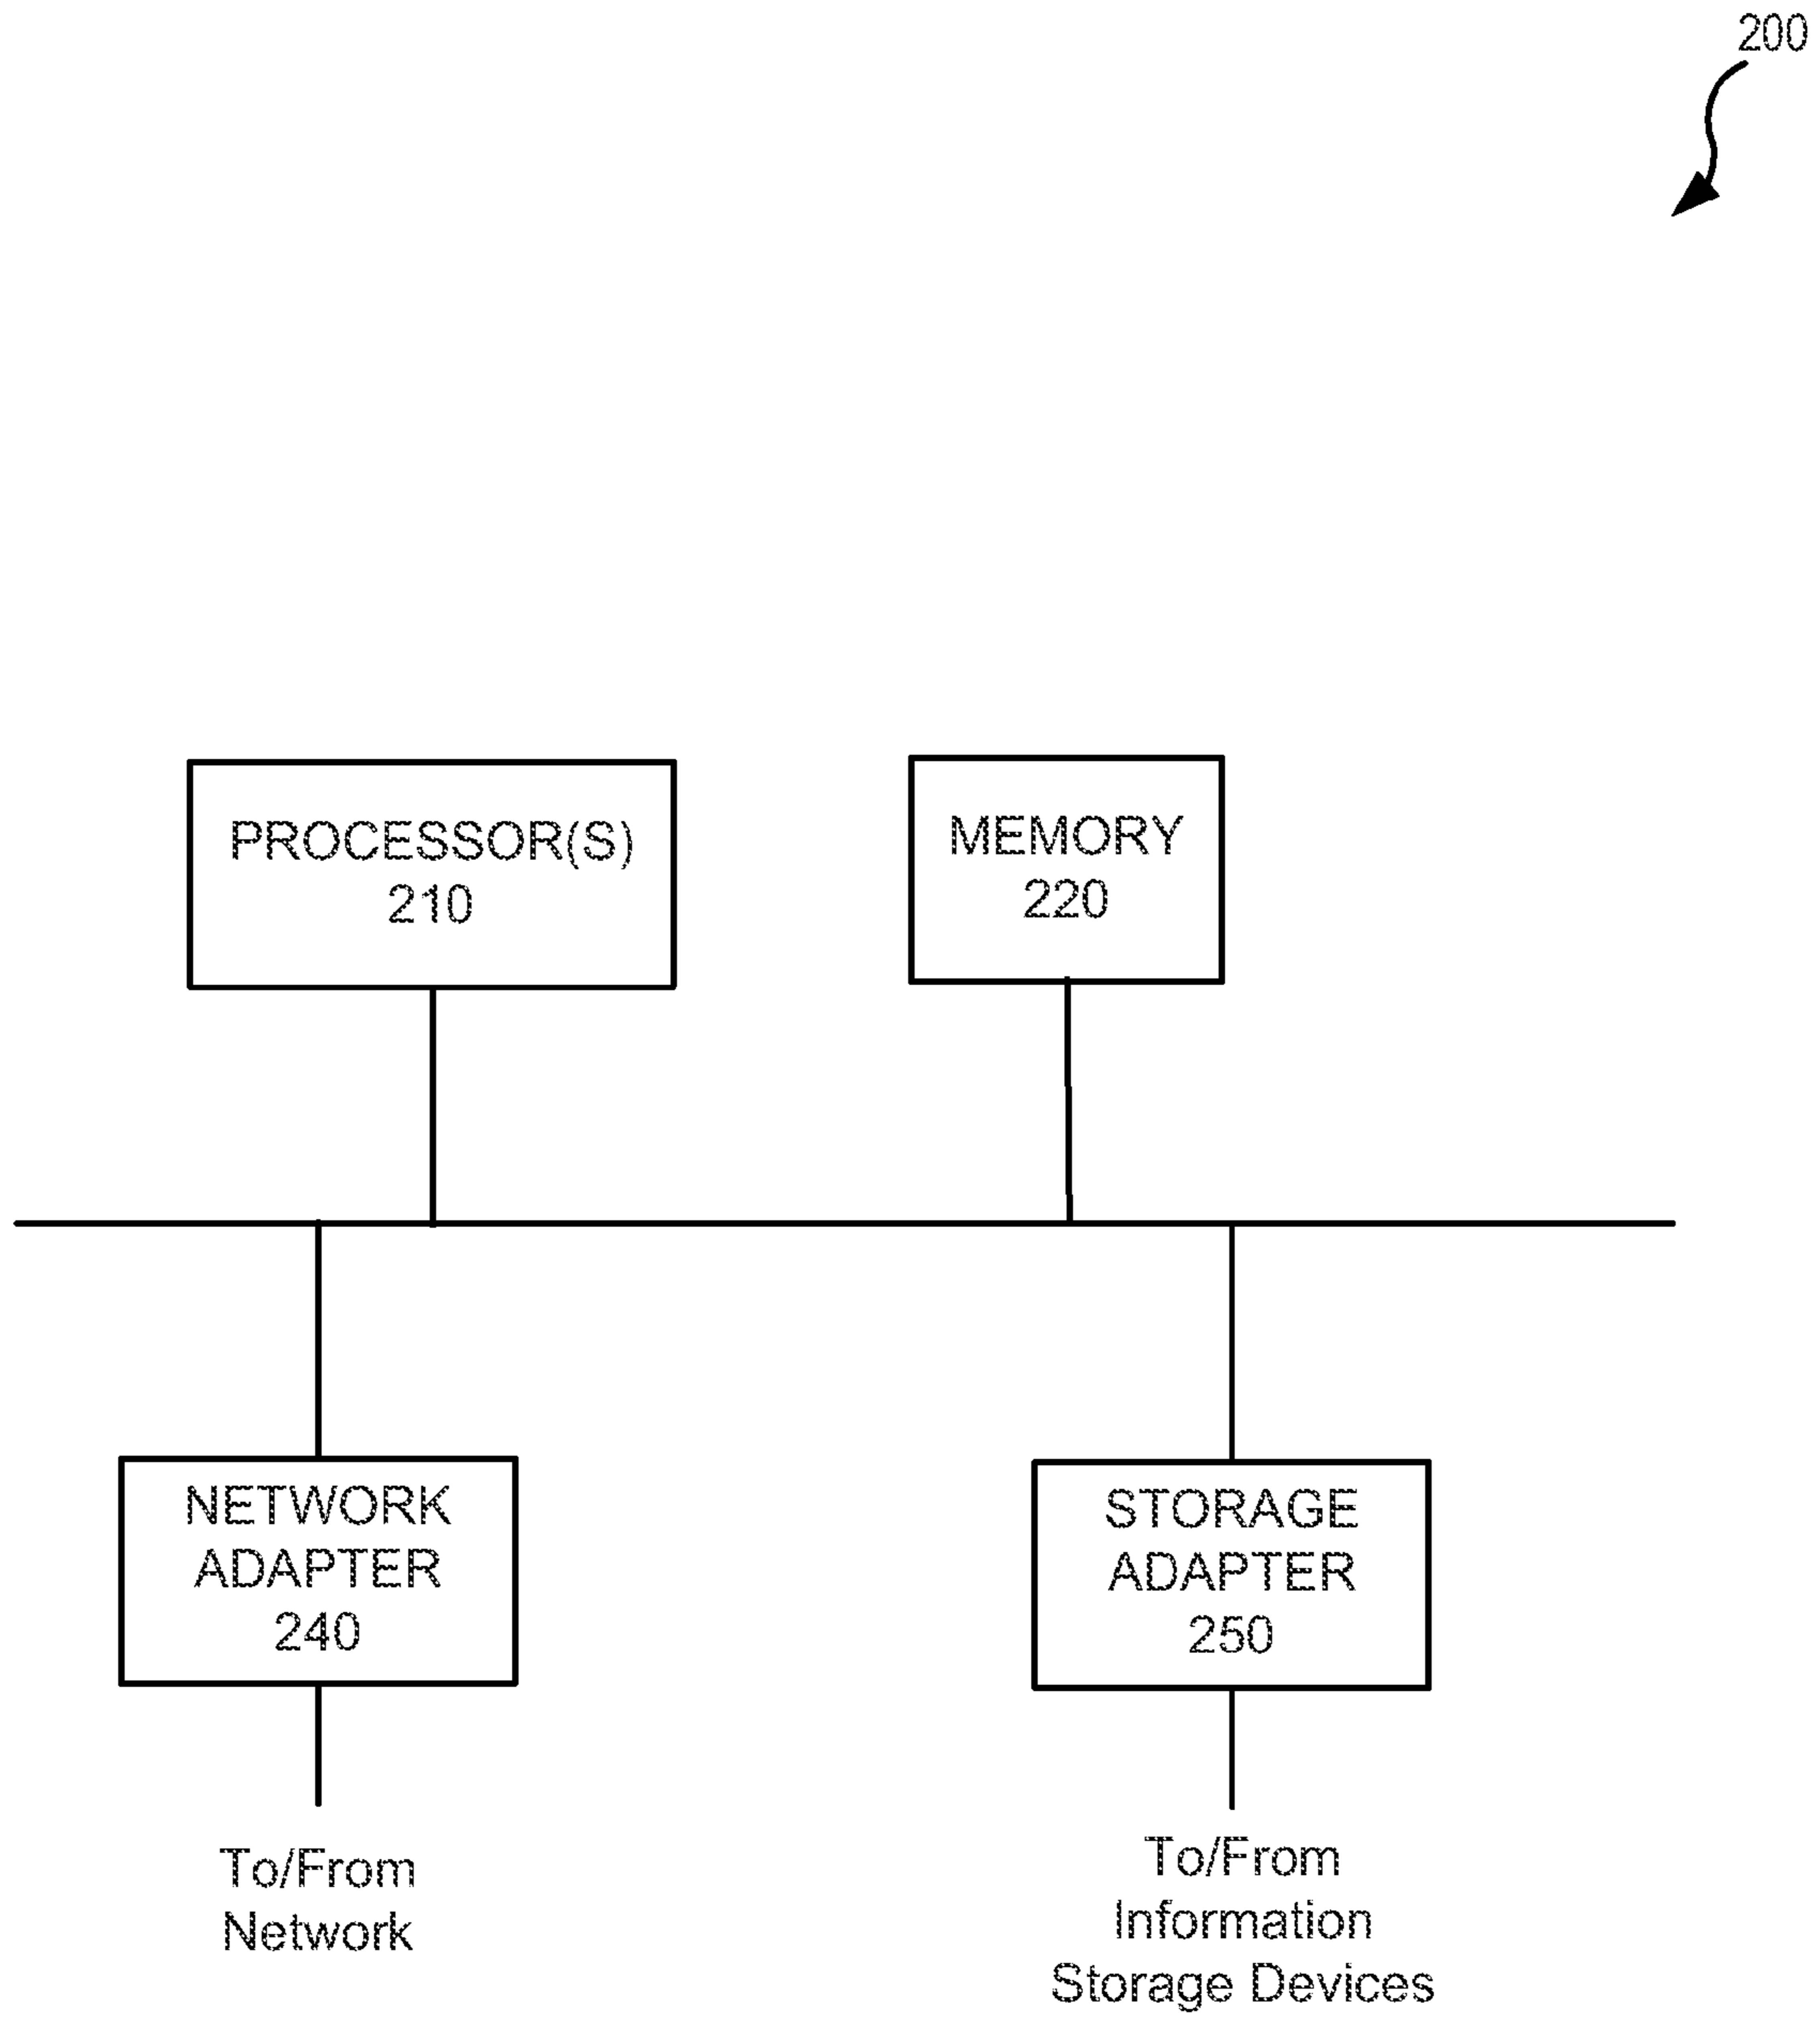 200
PROCESSOR(S)
210
MEMORY
220
NETWORK
ADAPTER
240
STORAGE
ADAPTER
250
To/From
Network
To/From
Information
Storage Devices